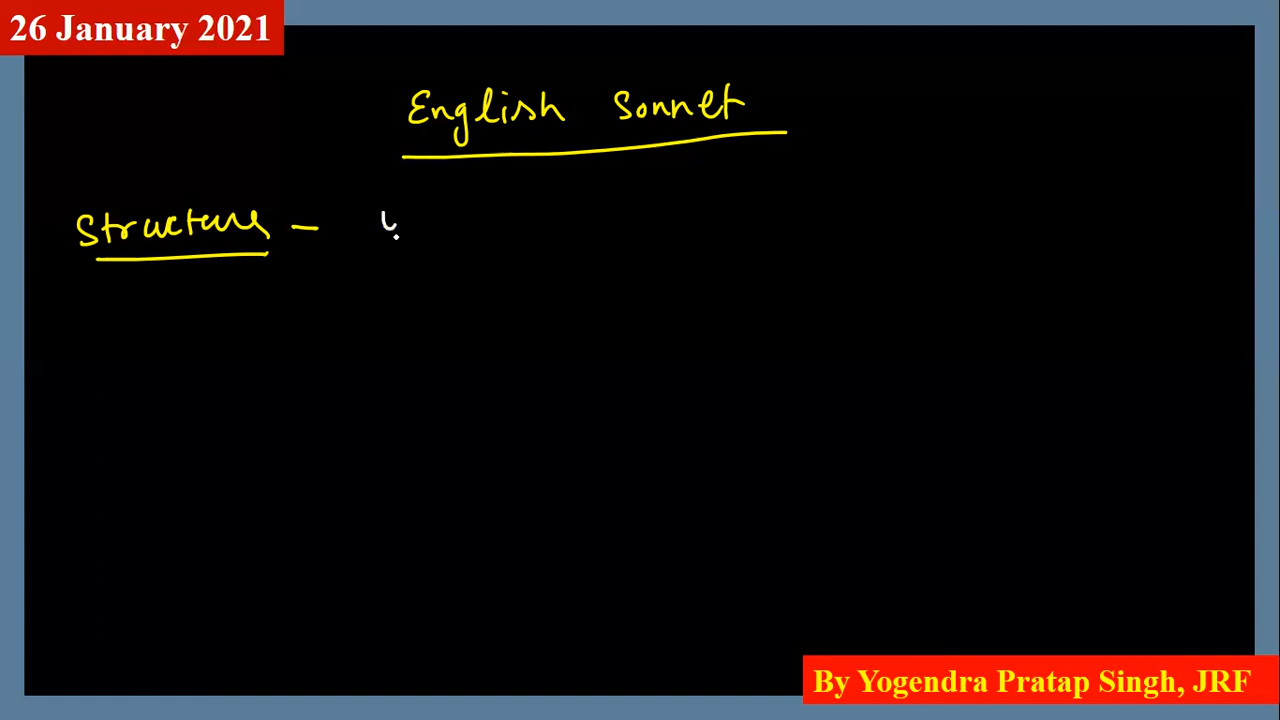 26 January 2021
English Sonnet
Structure -
By Yogendra Pratap Singh, JRF